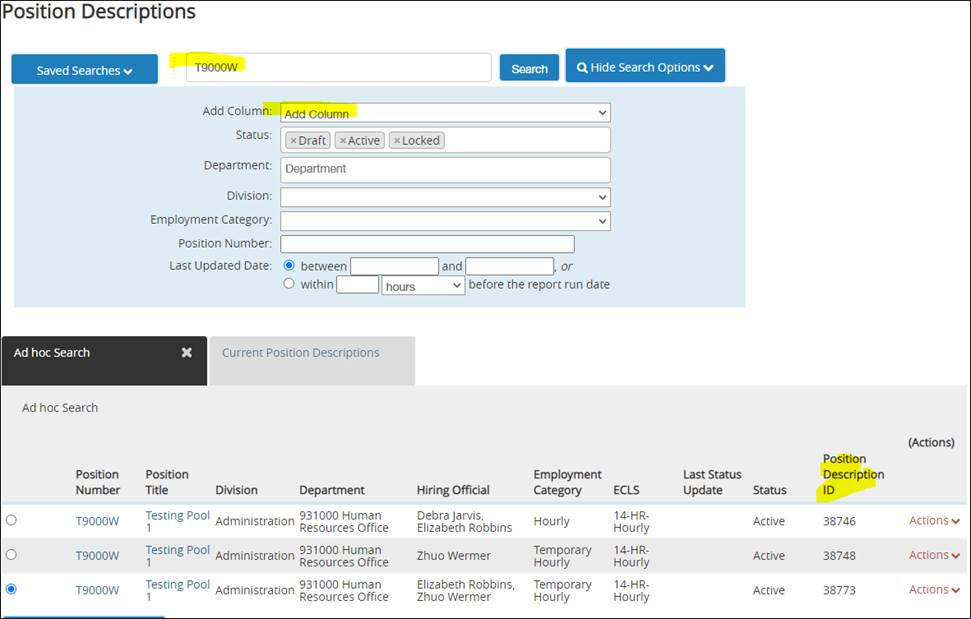 Position Descriptions
Saved Searches
T9000W
Search
Hide Search Options
Add Column: Add Column
Status: ×Draft ×Active ×Locked
Department: Department
Division:
Employment Category:
Position Number:
Last Updated Date: between and , or
within hours before the report run date
Ad hoc Search ✖ Current Position Descriptions
Ad hoc Search
(Actions)
Position Number
Position Title
Division
Department
Hiring Official
Employment Category
ECLS
Last Status Update
Status
Position Description ID
T9000W Testing Pool 1 Administration 931000 Human Resources Office Debra Jarvis, Elizabeth Robbins Hourly 14-HR-Hourly Active 38746 Actions
T9000W Testing Pool 1 Administration 931000 Human Resources Office Zhuo Wermer Temporary Hourly 14-HR-Hourly Active 38748 Actions
T9000W Testing Pool 1 Administration 931000 Human Resources Office Elizabeth Robbins, Zhuo Wermer Temporary Hourly 14-HR-Hourly Active 38773 Actions